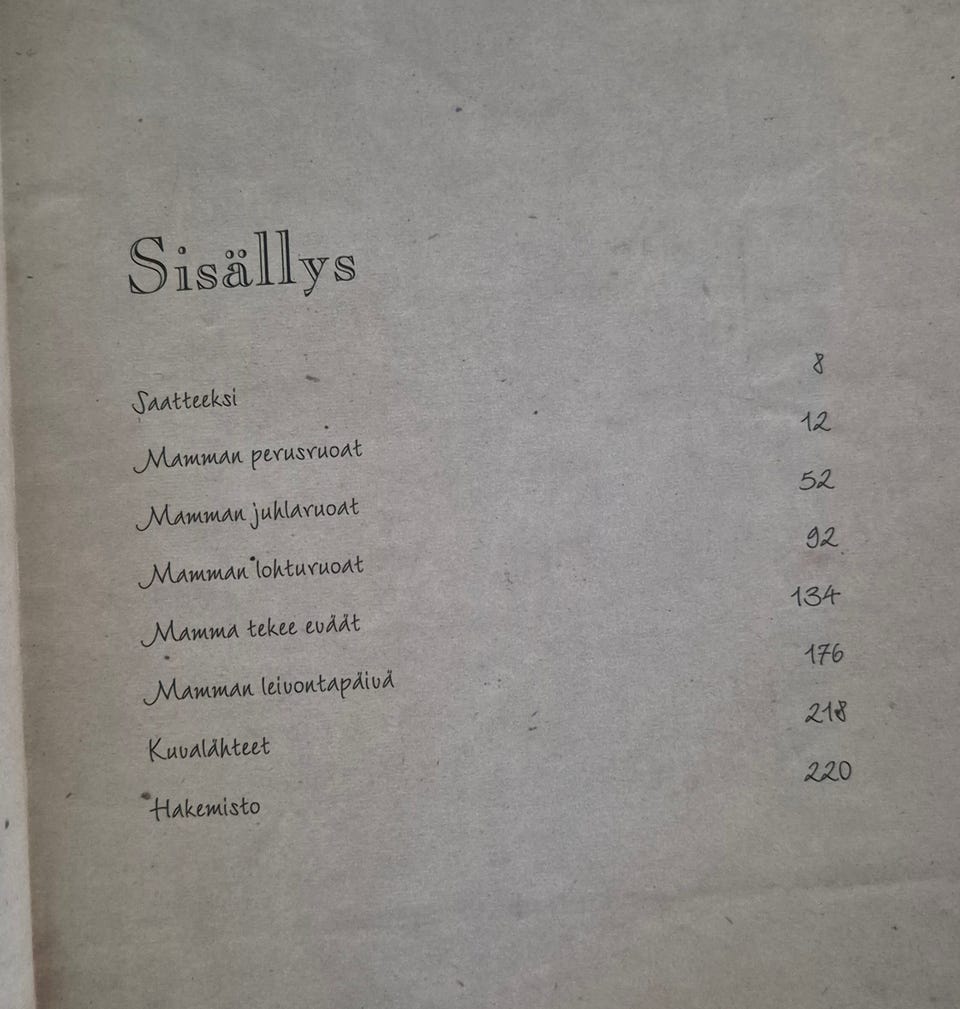 Sisällys
Saatteeksi 8
Mamman perusruoat 12
Mamman juhlaruoat 52
Mamman lohturuoat 92
Mamma tekee eväät 134
Mamman leivontapäivä 176
Kuvalähteet 218
Hakemisto 220